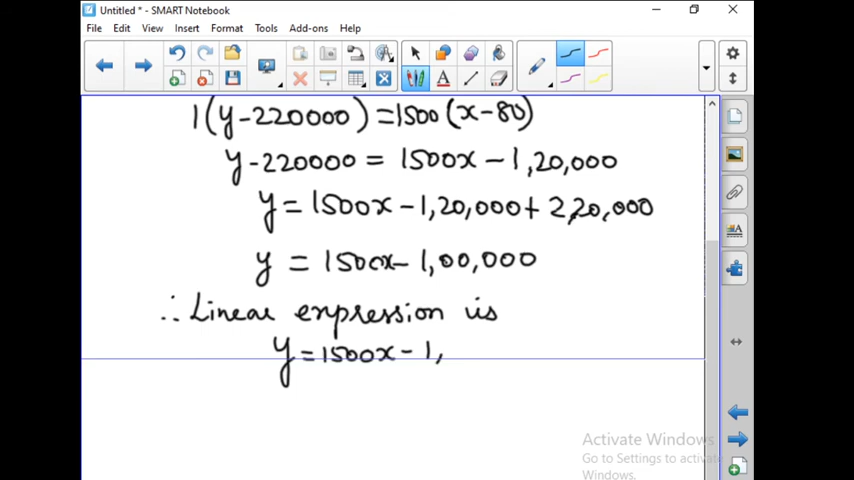 Untitled * - SMART Notebook
File Edit View Insert Format Tools Add-ons Help
1(y-220000)=1500(x-80)
y-220000 = 1500x - 1,20,000
y = 1500x - 1,20,000 + 2,20,000
y = 1500x - 1,00,000
∴ Linear expression is
y = 1500x - 1,
Activate Windows
Go to Settings to activate
Windows.